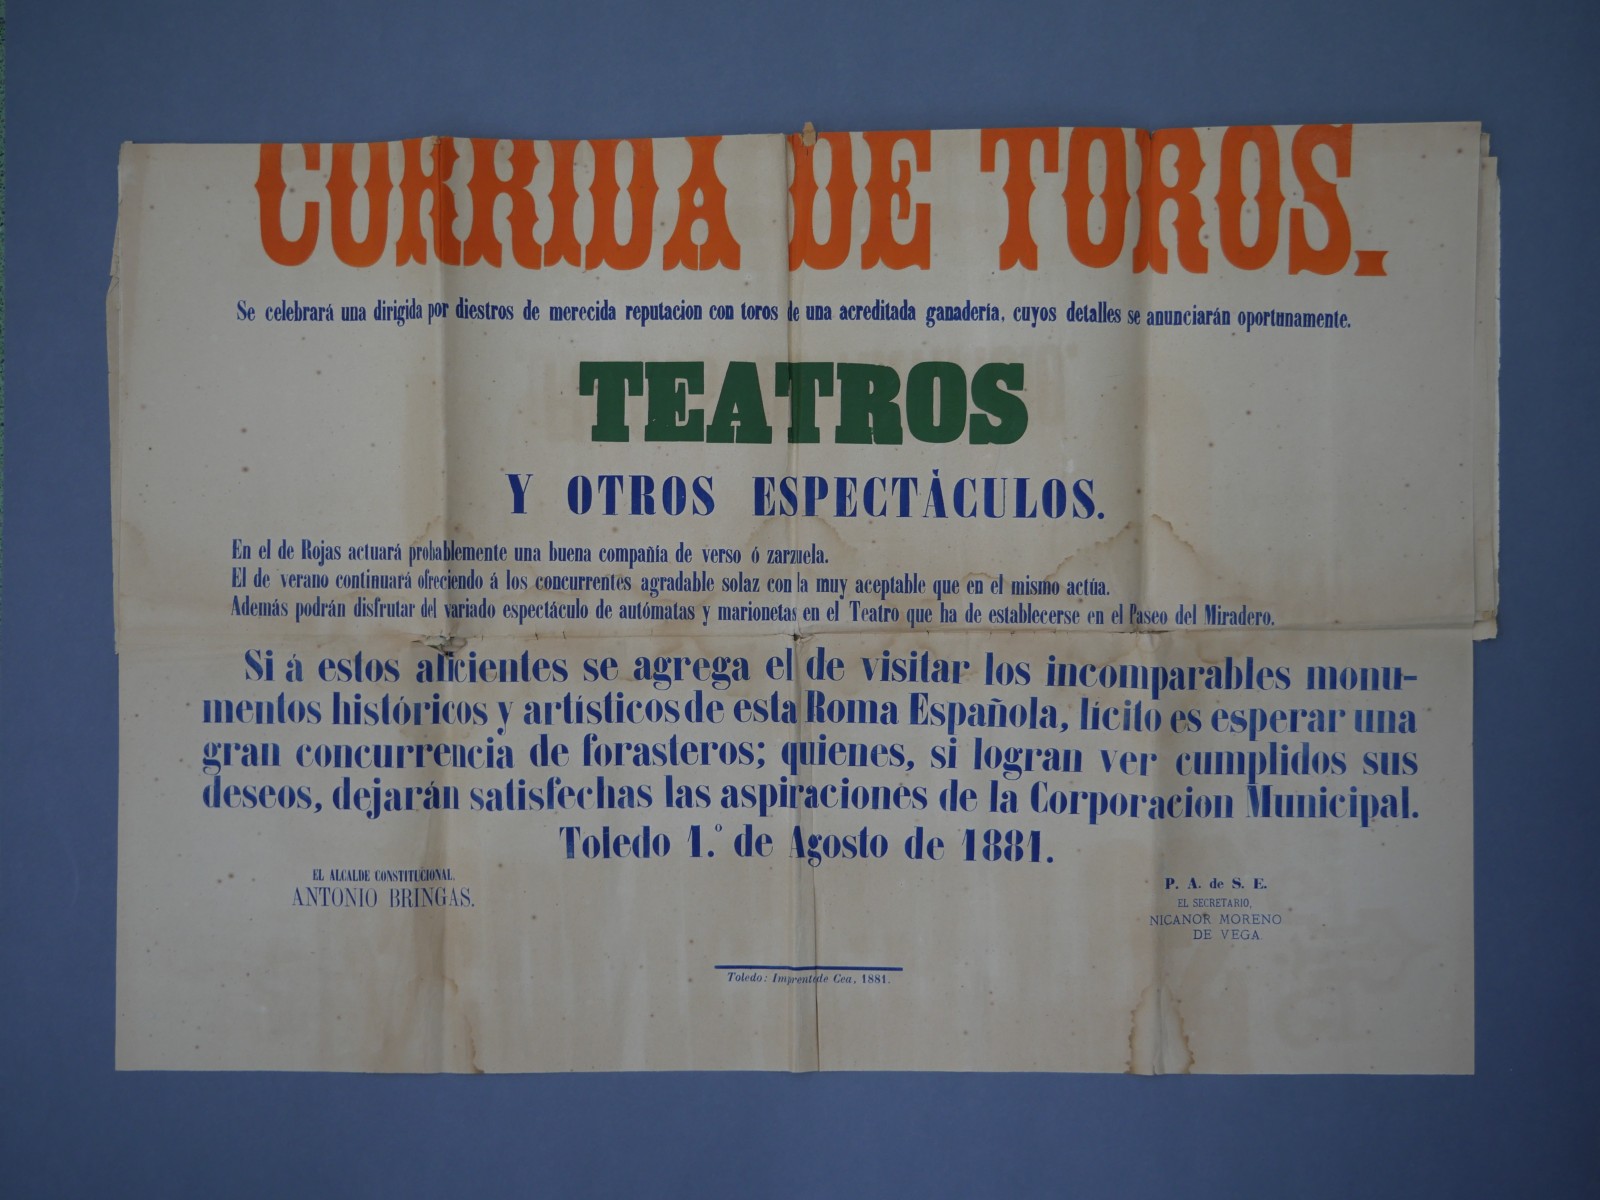 CORRIDA DE TOROS.
Se celebrará una dirigida por diestros de merecida reputacion con toros de una acreditada ganadería, cuyos detalles se anunciarán oportunamente.
TEATROS
Y OTROS ESPECTÁCULOS.
En el de Rojas actuará probablemente una buena compañía de verso ó zarzuela.
El de verano continuará ofreciendo á los concurrentes agradable solaz con la muy aceptable que en el mismo actúa.
Además podrán disfrutar del variado espectáculo de autómatas y marionetas en el Teatro que ha de establecerse en el Paseo del Miradero.
Si á estos alicientes se agrega el de visitar los incomparables monu-
mentos históricos y artísticos de esta Roma Española, lícito es esperar una
gran concurrencia de forasteros; quienes, si logran ver cumplidos sus
deseos, dejarán satisfechas las aspiraciones de la Corporacion Municipal.
Toledo 1.º de Agosto de 1881.
EL ALCALDE CONSTITUCIONAL,
ANTONIO BRINGAS.
P. A. de S. E.
EL SECRETARIO,
NICANOR MORENO
DE VEGA.
Toledo: Imprenta de Cea, 1881.